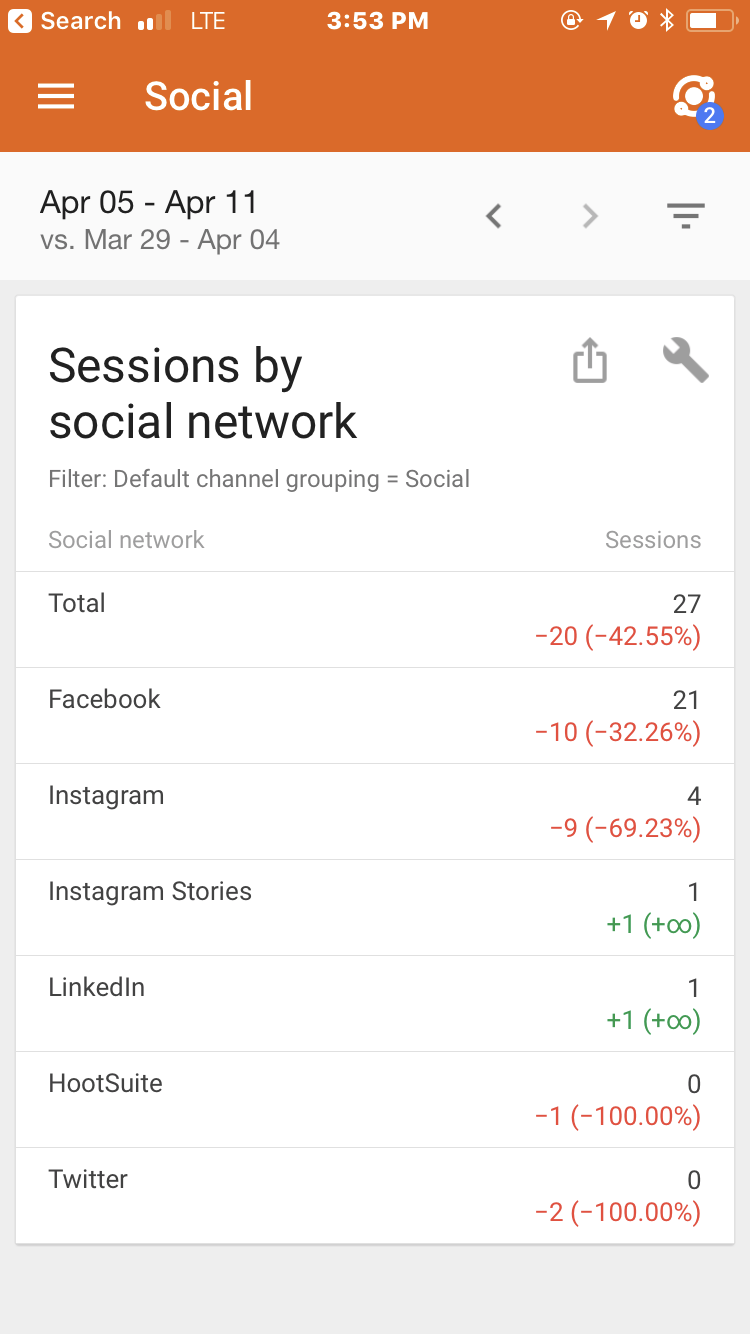 Search LTE 3:53 PM
Social
2
Apr 05 - Apr 11
vs. Mar 29 - Apr 04
Sessions by
social network
Filter: Default channel grouping = Social
Social network Sessions
Total 27
−20 (−42.55%)
Facebook 21
−10 (−32.26%)
Instagram 4
−9 (−69.23%)
Instagram Stories 1
+1 (+∞)
LinkedIn 1
+1 (+∞)
HootSuite 0
−1 (−100.00%)
Twitter 0
−2 (−100.00%)